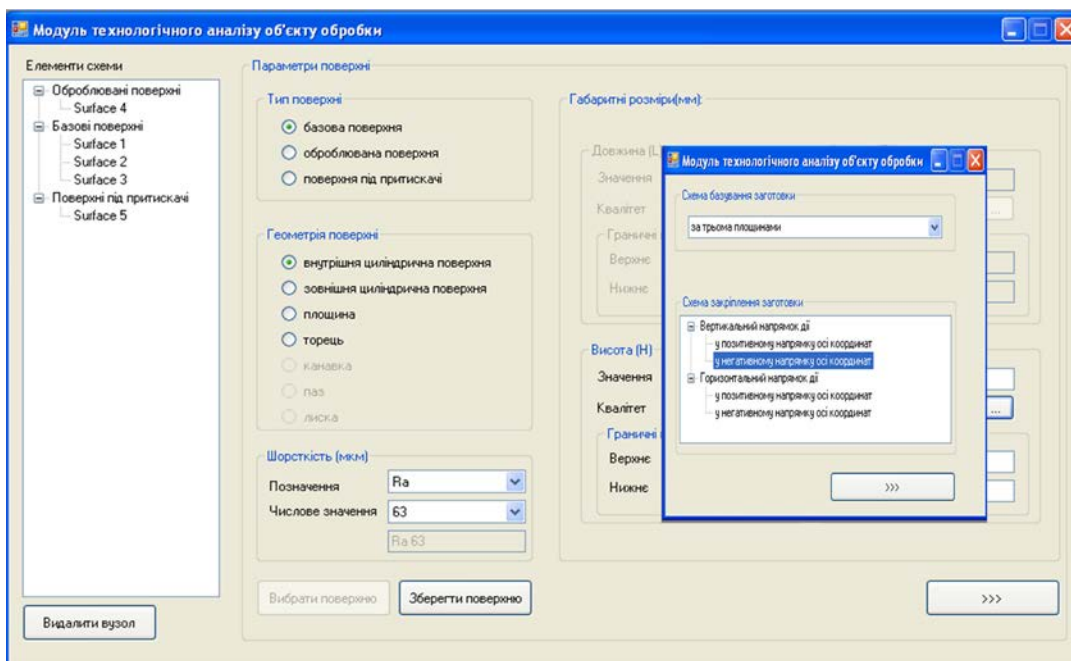 Модуль технологічного аналізу об'єкту обробки
Елементи схеми
Оброблювані поверхні
Surface 4
Базові поверхні
Surface 1
Surface 2
Surface 3
Поверхні під притискачі
Surface 5
Видалити вузол
Параметри поверхні
Тип поверхні
базова поверхня
оброблювана поверхня
поверхня під притискачі
Геометрія поверхні
внутрішня циліндрична поверхня
зовнішня циліндрична поверхня
площина
торець
канавка
паз
лиска
Шорсткість (мкм)
Позначення
Ra
Числове значення
63
Ra 63
Вибрати поверхню
Зберегти поверхню
Габаритні розміри(мм):
Довжина (L
Значення
Квалітет
...
Граничні
Верхнє
Нижнє
Висота (H)
Значення
Квалітет
...
Граничні
Верхнє
Нижнє
>>>
Модуль технологічного аналізу об'єкту обробки
Схема базування заготовки
за трьома площинами
Схема закріплення заготовки
Вертикальний напрямок дії
у позитивному напрямку осі координат
у негативному напрямку осі координат
Горизонтальний напрямок дії
у позитивному напрямку осі координат
у негативному напрямку осі координат
>>>